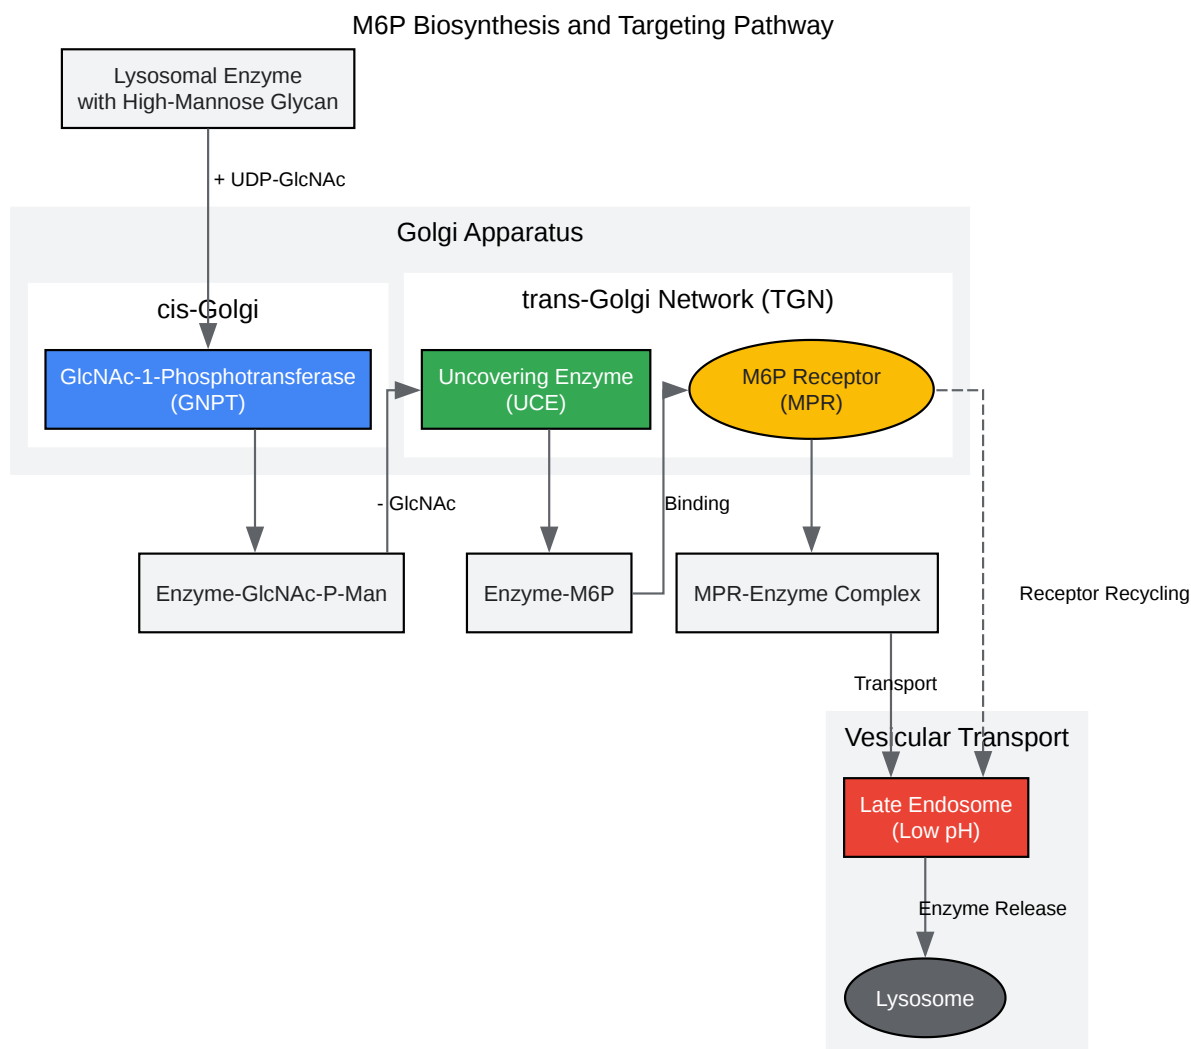 M6P Biosynthesis and Targeting Pathway
Lysosomal Enzyme
with High-Mannose Glycan
+ UDP-GlcNAc
Golgi Apparatus
cis-Golgi
trans-Golgi Network (TGN)
GlcNAc-1-Phosphotransferase
(GNPT)
Uncovering Enzyme
(UCE)
M6P Receptor
(MPR)
- GlcNAc
Binding
Enzyme-GlcNAc-P-Man
Enzyme-M6P
MPR-Enzyme Complex
Receptor Recycling
Transport
Vesicular Transport
Late Endosome
(Low pH)
Enzyme Release
Lysosome